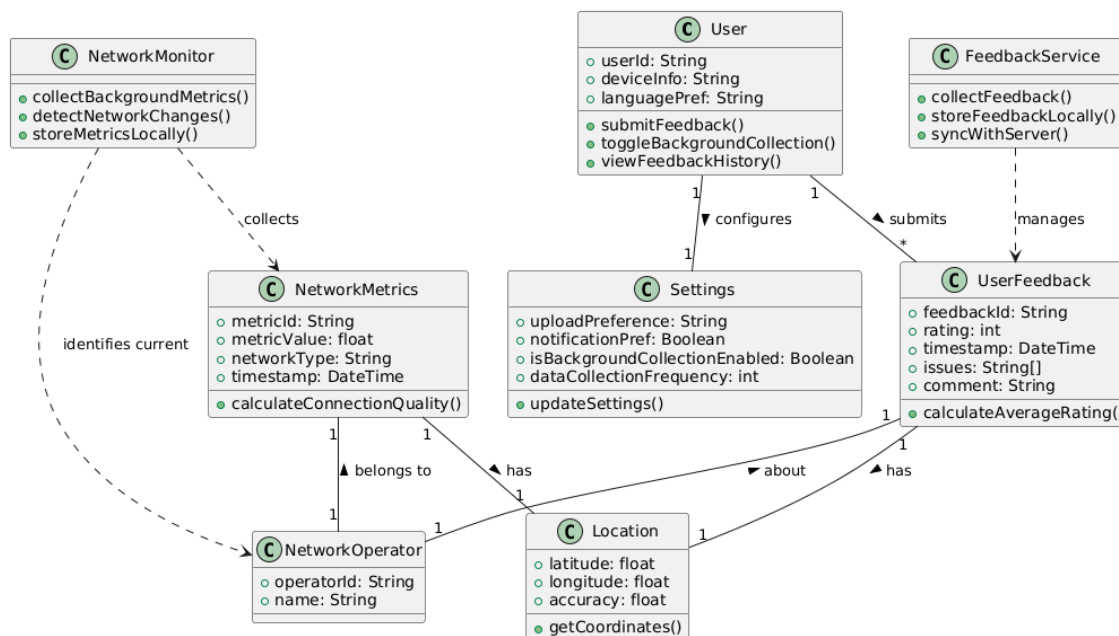 C NetworkMonitor
collectBackgroundMetrics()
detectNetworkChanges()
storeMetricsLocally()
C User
userId: String
deviceInfo: String
languagePref: String
submitFeedback()
toggleBackgroundCollection()
viewFeedbackHistory()
C FeedbackService
collectFeedback()
storeFeedbackLocally()
syncWithServer()
collects
1
configures
1
1
submits
*
manages
identifies current
C NetworkMetrics
metricId: String
metricValue: float
networkType: String
timestamp: DateTime
calculateConnectionQuality()
C Settings
uploadPreference: String
notificationPref: Boolean
isBackgroundCollectionEnabled: Boolean
dataCollectionFrequency: int
updateSettings()
C UserFeedback
feedbackId: String
rating: int
timestamp: DateTime
issues: String[]
comment: String
calculateAverageRating(
1
belongs to
1
1
has
1
1
about
1
1
has
1
C NetworkOperator
operatorId: String
name: String
C Location
latitude: float
longitude: float
accuracy: float
getCoordinates()